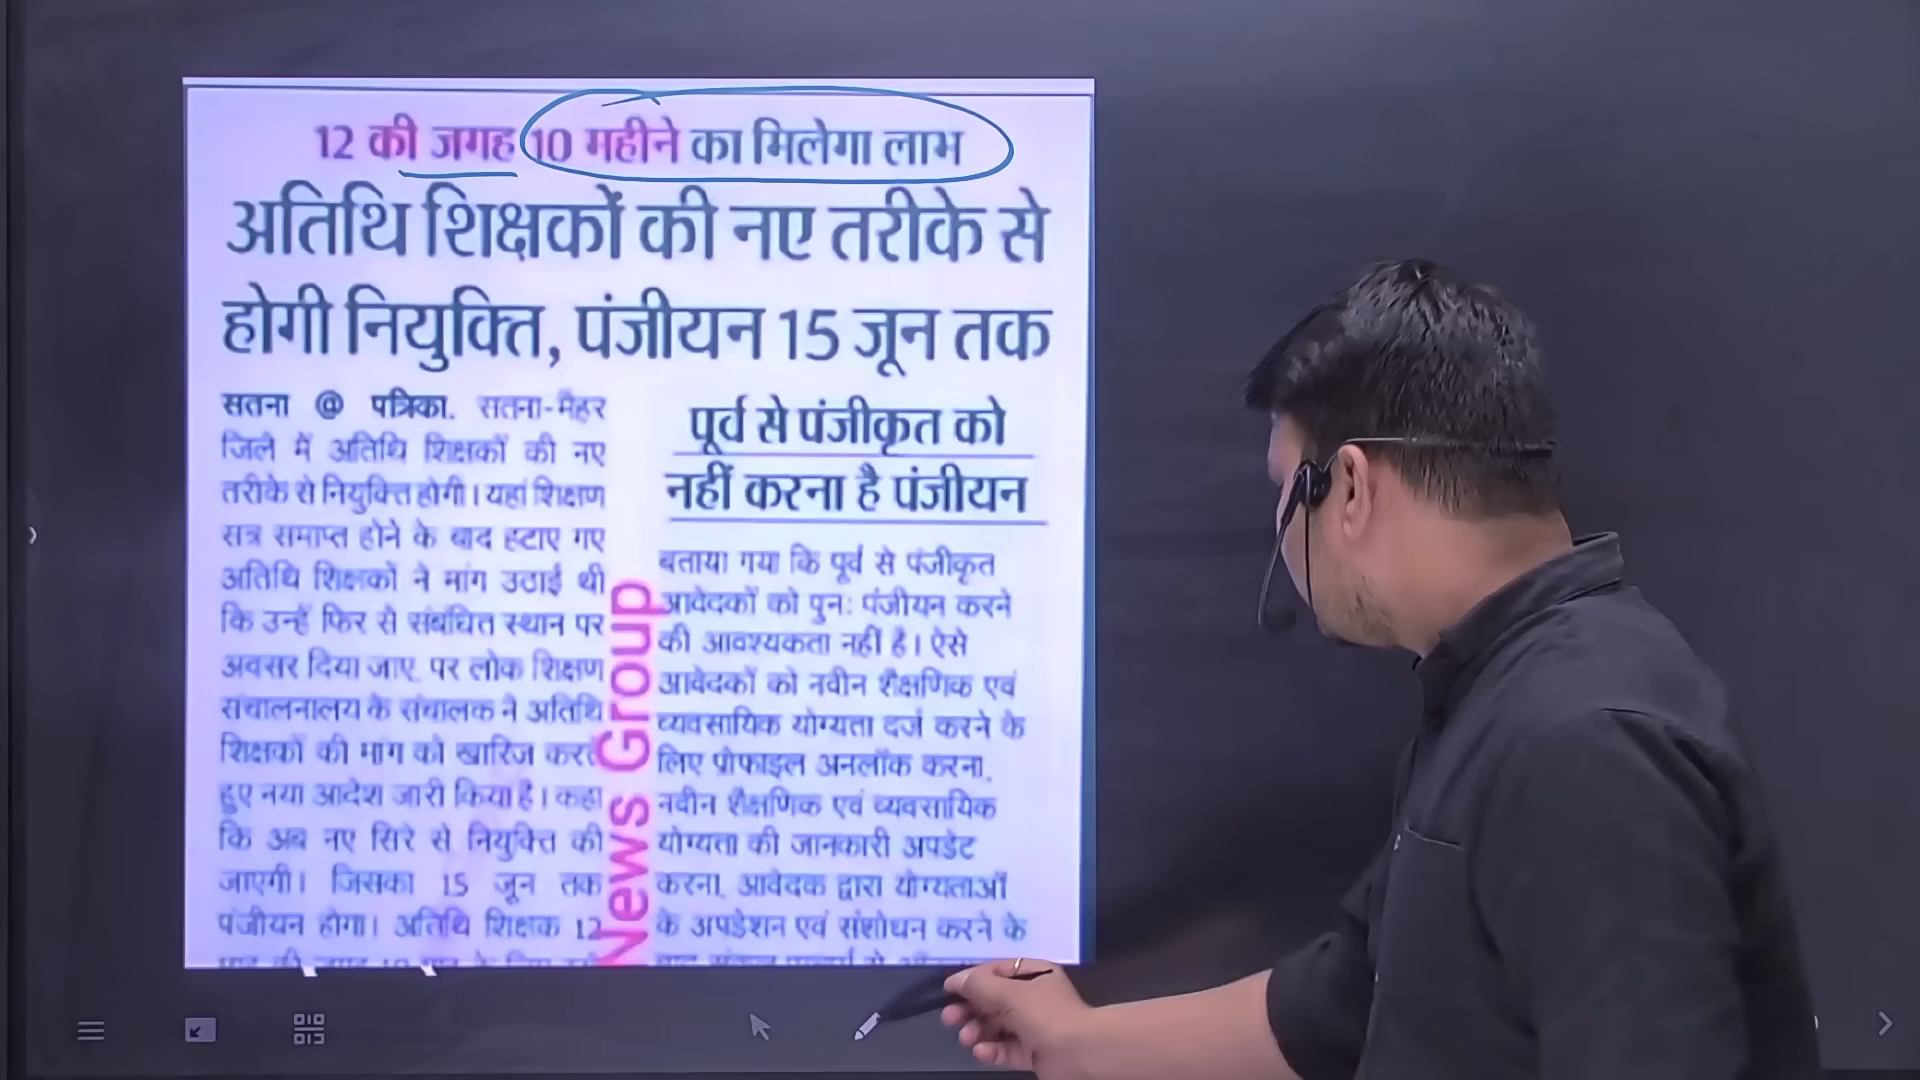 12 की जगह 10 महीने का मिलेगा लाभ
अतिथि शिक्षकों की नए तरीके से
होगी नियुक्ति, पंजीयन 15 जून तक
सतना @ पत्रिका. सतना-मैहर
जिले में अतिथि शिक्षकों की नए
तरीके से नियुक्ति होगी। यहां शिक्षण
सत्र समाप्त होने के बाद हटाए गए
अतिथि शिक्षकों ने मांग उठाई थी
कि उन्हें फिर से संबंधित स्थान पर
अवसर दिया जाए, पर लोक शिक्षण
संचालनालय के संचालक ने अतिथि
शिक्षकों की मांग को खारिज करते
हुए नया आदेश जारी किया है। कहा
कि अब नए सिरे से नियुक्ति की
जाएगी। जिसका 15 जून तक
पंजीयन होगा। अतिथि शिक्षक 12
पूर्व से पंजीकृत को
नहीं करना है पंजीयन
बताया गया कि पूर्व से पंजीकृत
आवेदकों को पुन: पंजीयन करने
की आवश्यकता नहीं है। ऐसे
आवेदकों को नवीन शैक्षणिक एवं
व्यवसायिक योग्यता दर्ज करने के
लिए प्रोफाइल अनलॉक करना,
नवीन शैक्षणिक एवं व्यवसायिक
योग्यता की जानकारी अपडेट
करना, आवेदक द्वारा योग्यताओं
के अपडेशन एवं संशोधन करने के
News Group